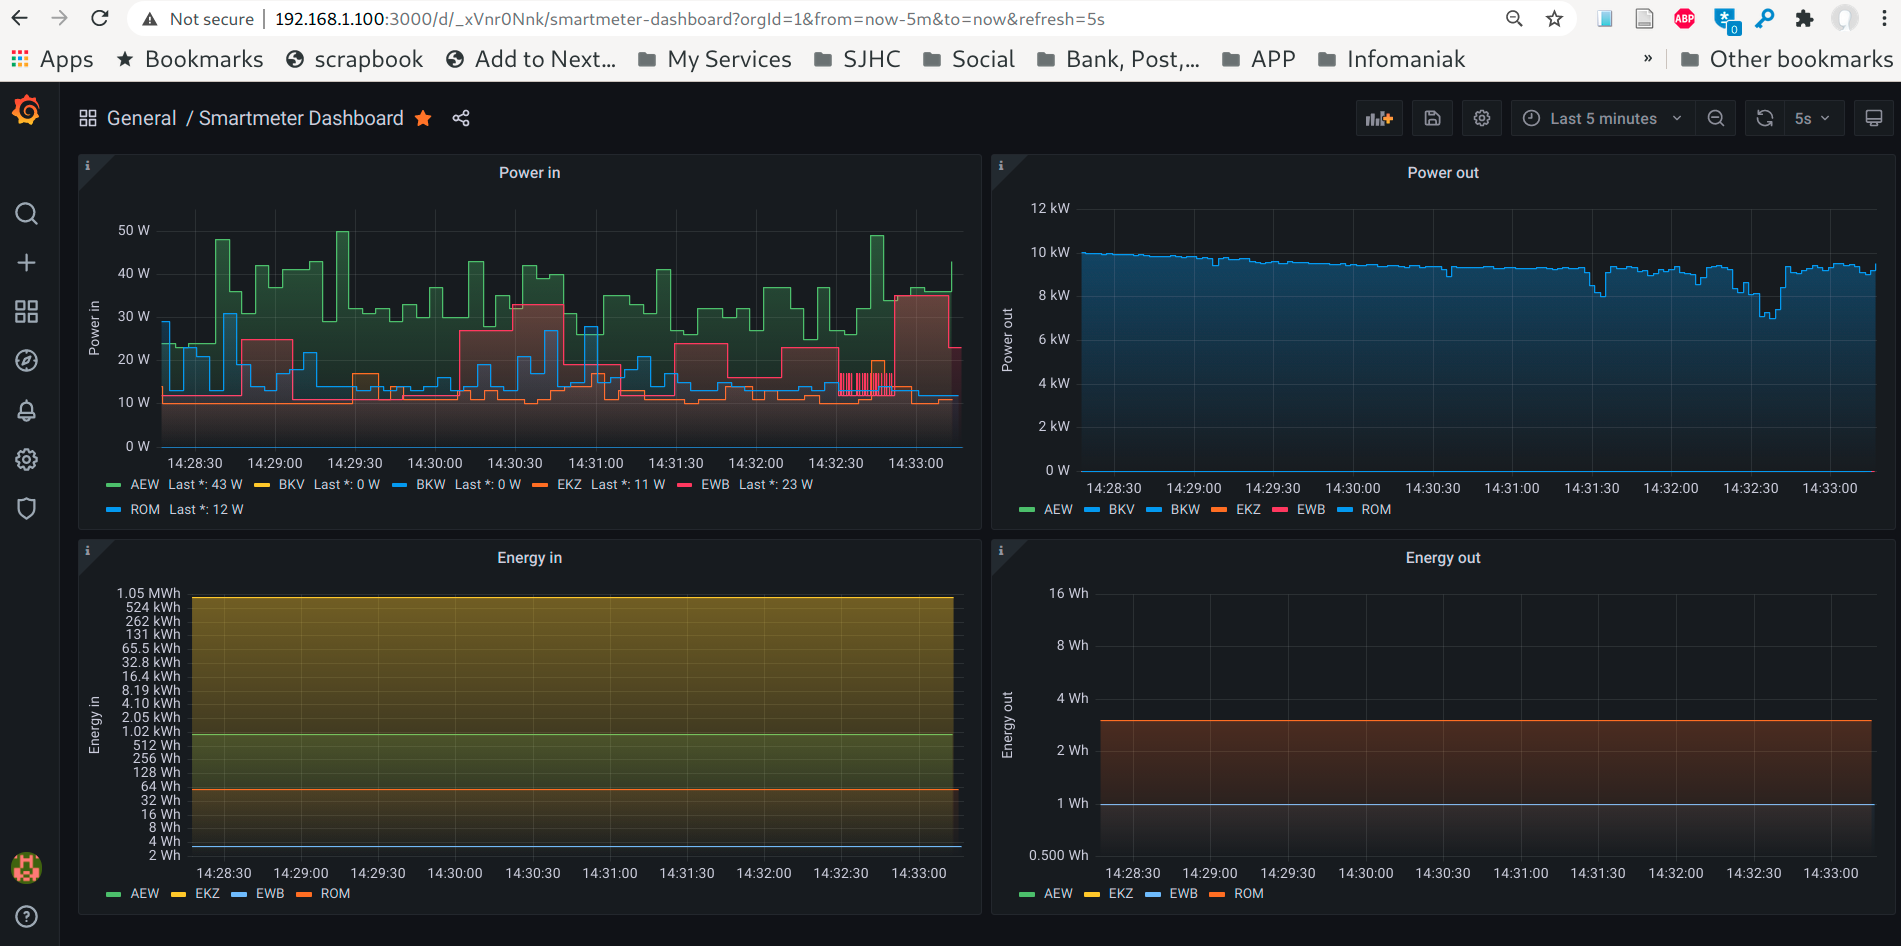 Not secure | 192.168.1.100:3000/d/_xVnr0Nnk/smartmeter-dashboard?orgId=1&from=now-5m&to=now&refresh=5s
ABP
0
Apps Bookmarks scrapbook Add to Next... My Services SJHC Social Bank, Post,... APP Infomaniak » Other bookmarks
General / Smartmeter Dashboard
Last 5 minutes
5s
Power in
Power in
50 W
40 W
30 W
20 W
10 W
0 W
14:28:30 14:29:00 14:29:30 14:30:00 14:30:30 14:31:00 14:31:30 14:32:00 14:32:30 14:33:00
AEW Last *: 43 W BKV Last *: 0 W BKW Last *: 0 W EKZ Last *: 11 W EWB Last *: 23 W
ROM Last *: 12 W
Power out
Power out
12 kW
10 kW
8 kW
6 kW
4 kW
2 kW
0 W
14:28:30 14:29:00 14:29:30 14:30:00 14:30:30 14:31:00 14:31:30 14:32:00 14:32:30 14:33:00
AEW BKV BKW EKZ EWB ROM
Energy in
Energy in
1.05 MWh
524 kWh
262 kWh
131 kWh
65.5 kWh
32.8 kWh
16.4 kWh
8.19 kWh
4.10 kWh
2.05 kWh
1.02 kWh
512 Wh
256 Wh
128 Wh
64 Wh
32 Wh
16 Wh
8 Wh
4 Wh
2 Wh
14:28:30 14:29:00 14:29:30 14:30:00 14:30:30 14:31:00 14:31:30 14:32:00 14:32:30 14:33:00
AEW EKZ EWB ROM
Energy out
Energy out
16 Wh
8 Wh
4 Wh
2 Wh
1 Wh
0.500 Wh
14:28:30 14:29:00 14:29:30 14:30:00 14:30:30 14:31:00 14:31:30 14:32:00 14:32:30 14:33:00
AEW EKZ EWB ROM